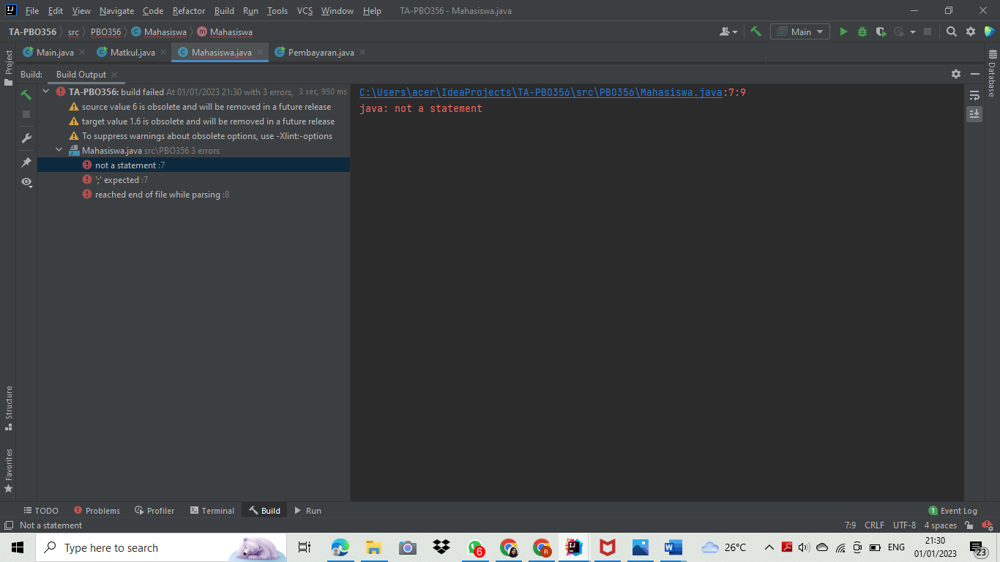 File Edit View Navigate Code Refactor Build Run Tools VCS Window Help TA-PBO356 - Mahasiswa.java
TA-PBO356 src PBO356 Mahasiswa Mahasiswa Main
Main.java Matkul.java Mahasiswa.java Pembayaran.java
Project
Database
Build: Build Output
TA-PBO356: build failed At 01/01/2023 21:30 with 3 errors, 3 sec, 950 ms
source value 6 is obsolete and will be removed in a future release
target value 1.6 is obsolete and will be removed in a future release
To suppress warnings about obsolete options, use -Xlint:-options
Mahasiswa.java src\PBO356 3 errors
not a statement :7
';' expected :7
reached end of file while parsing :8
C:\Users\acer\IdeaProjects\TA-PBO356\src\PBO356\Mahasiswa.java:7:9
java: not a statement
Structure
Favorites
TODO Problems Profiler Terminal Build Run 1 Event Log
Not a statement 7:9 CRLF UTF-8 4 spaces
Type here to search 6 R 26°C ENG 21:30
01/01/2023 23